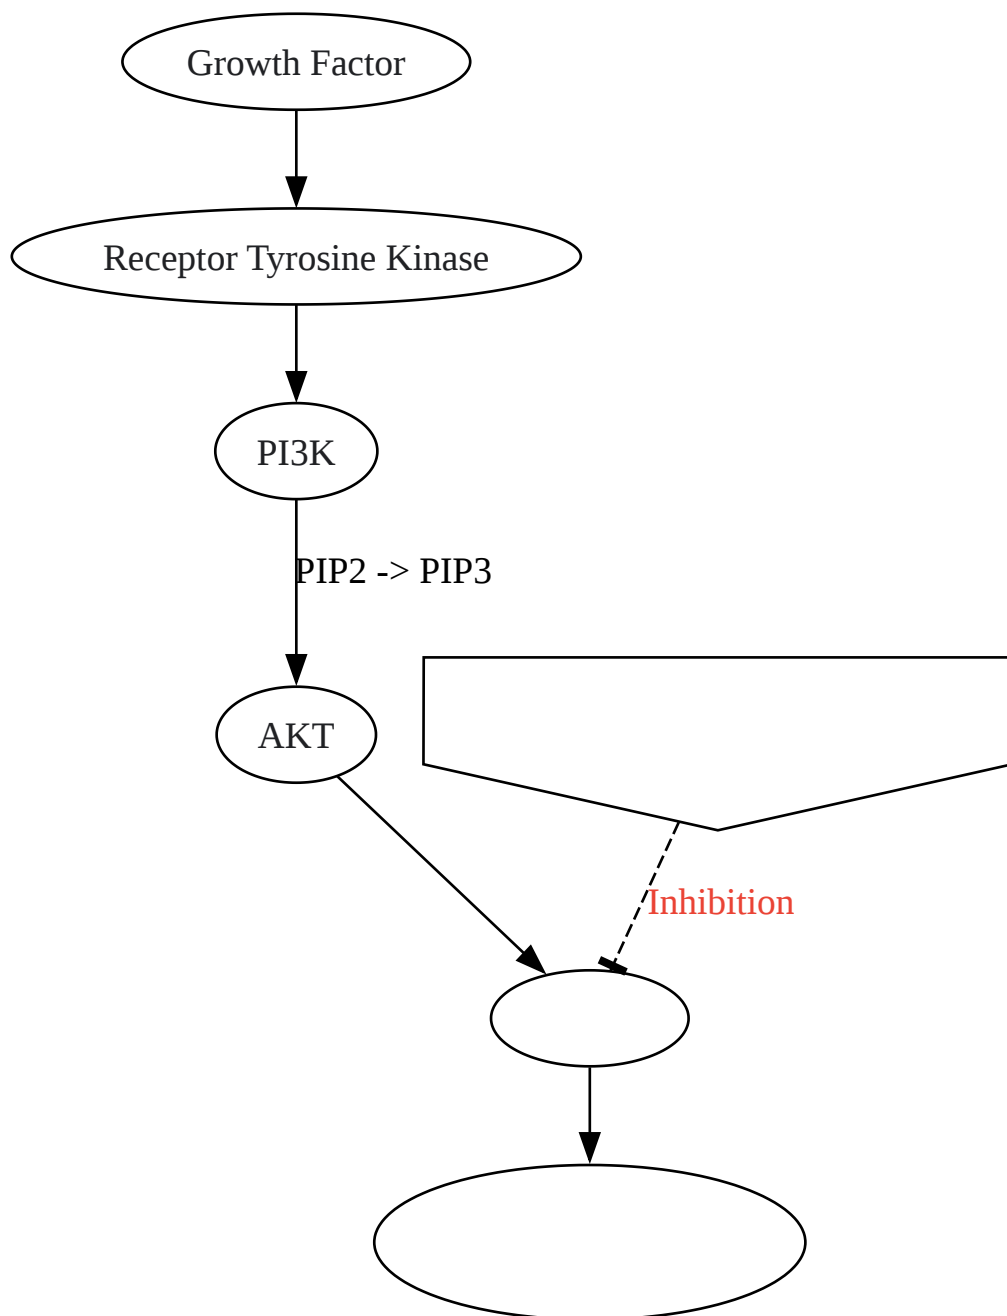 Growth Factor
Receptor Tyrosine Kinase
PI3K
PIP2 -> PIP3
AKT
Inhibition